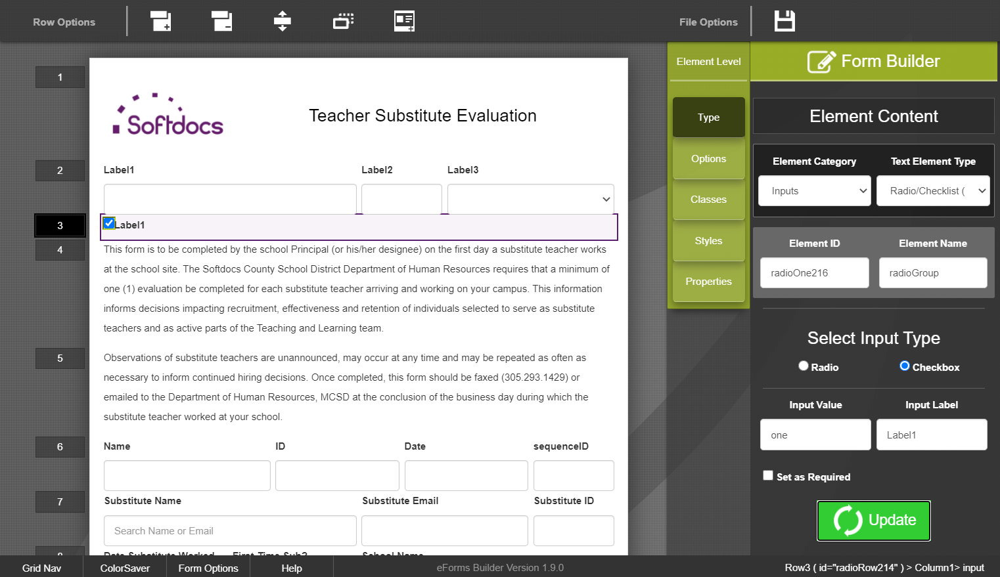 Row Options
File Options
Element Level
Form Builder
1
Softdocs
Teacher Substitute Evaluation
Type
Element Content
Options
Element Category
Text Element Type
2
Label1
Label2
Label3
Inputs
Radio/Checklist (
Classes
3
Label1
Styles
Element ID
Element Name
4
This form is to be completed by the school Principal (or his/her designee) on the first day a substitute teacher works
at the school site. The Softdocs County School District Department of Human Resources requires that a minimum of
one (1) evaluation be completed for each substitute teacher arriving and working on your campus. This information
informs decisions impacting recruitment, effectiveness and retention of individuals selected to serve as substitute
teachers and as active parts of the Teaching and Learning team.
radioOne216
radioGroup
Properties
Select Input Type
5
Observations of substitute teachers are unannounced, may occur at any time and may be repeated as often as
necessary to inform continued hiring decisions. Once completed, this form should be faxed (305.293.1429) or
emailed to the Department of Human Resources, MCSD at the conclusion of the business day during which the
substitute teacher worked at your school.
Radio
Checkbox
Input Value
Input Label
one
Label1
6
Name
ID
Date
sequenceID
Set as Required
7
Substitute Name
Substitute Email
Substitute ID
Search Name or Email
Update
8
Date Substitute Worked
First Time Sub?
School Name
Grid Nav
ColorSaver
Form Options
Help
eForms Builder Version 1.9.0
Row3 ( id="radioRow214" ) > Column1> input